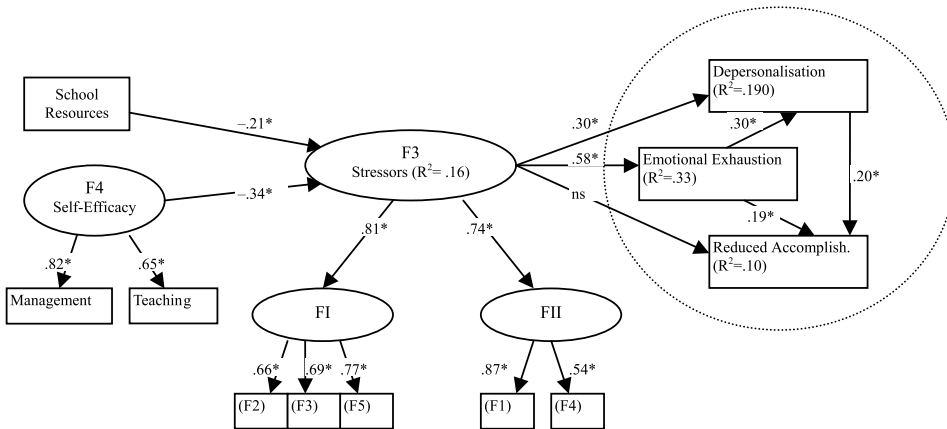 School
Resources
–.21*
F4
Self-Efficacy
–.34*
.82*
.65*
Management
Teaching
F3
Stressors (R²= .16)
.81*
.74*
FI
FII
.66*
.69*
.77*
(F2)
(F3)
(F5)
.87*
.54*
(F1)
(F4)
.30*
.58*
ns
Depersonalisation
(R²=.190)
.30*
Emotional Exhaustion
(R²=.33)
.20*
.19*
Reduced Accomplish.
(R²=.10)